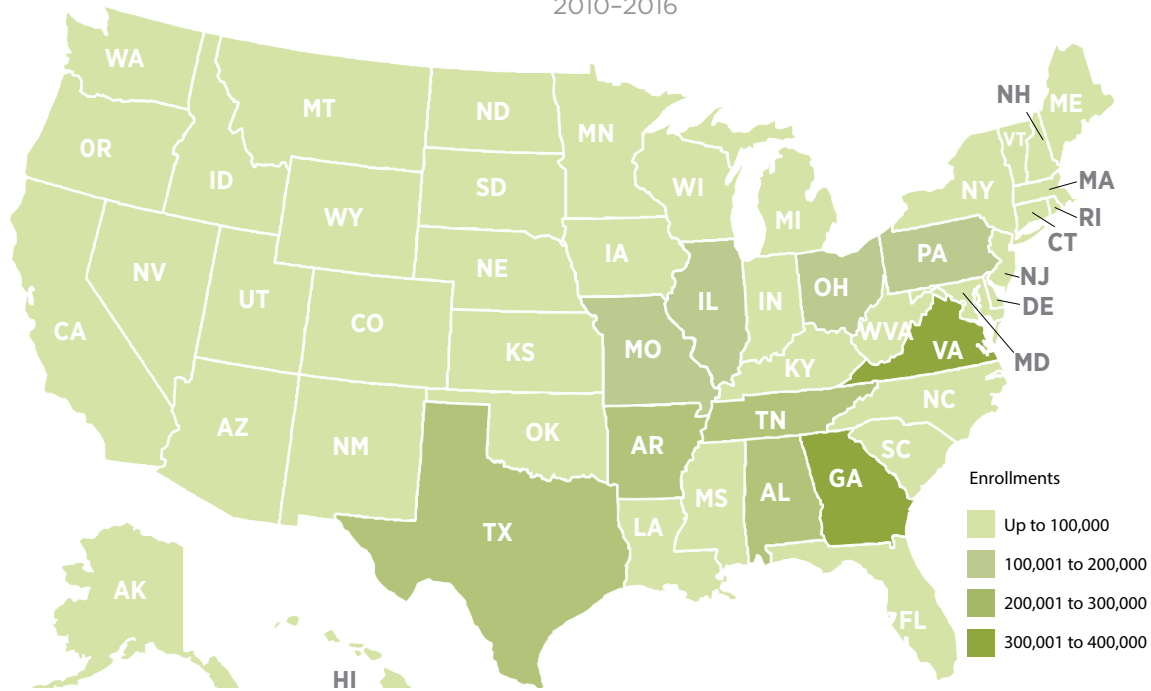 2010–2016
WA
MT
ND
MN
NH
ME
OR
VT
ID
SD
WI
NY
MA
WY
MI
RI
CT
IA
PA
NV
NE
NJ
UT
IL
IN
OH
DE
CA
CO
WVA
MO
KS
VA
MD
KY
AZ
NC
NM
OK
AR
TN
SC
MS
AL
GA
TX
LA
AK
FL
HI
Enrollments
Up to 100,000
100,001 to 200,000
200,001 to 300,000
300,001 to 400,000